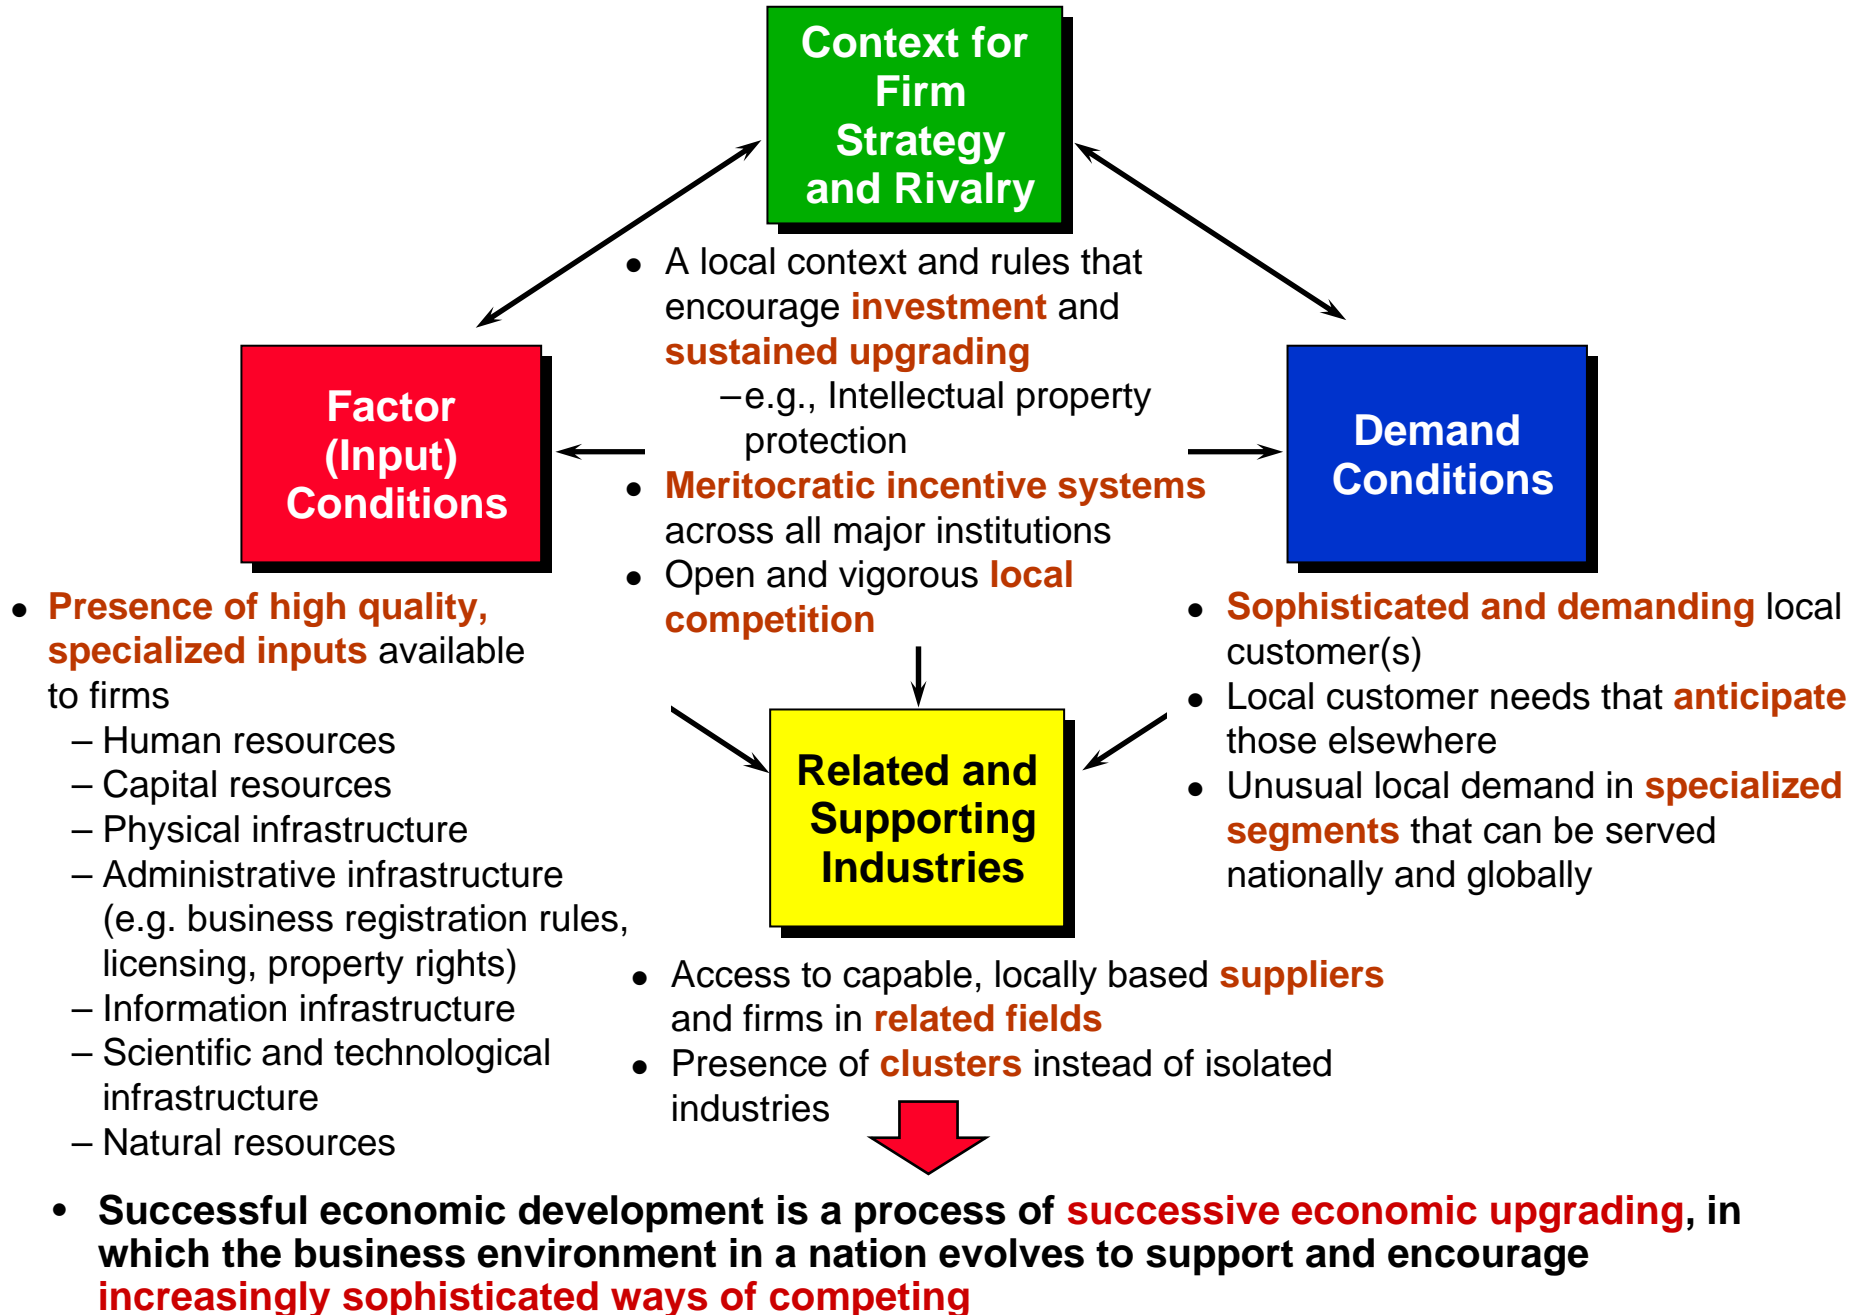 Context for
Firm
Strategy
and Rivalry
● A local context and rules that
encourage investment and
sustained upgrading
–e.g., Intellectual property
protection
● Meritocratic incentive systems
across all major institutions
● Open and vigorous local
competition
Factor
(Input)
Conditions
Demand
Conditions
● Presence of high quality,
specialized inputs available
to firms
– Human resources
– Capital resources
– Physical infrastructure
– Administrative infrastructure
(e.g. business registration rules,
licensing, property rights)
– Information infrastructure
– Scientific and technological
infrastructure
– Natural resources
● Sophisticated and demanding local
customer(s)
● Local customer needs that anticipate
those elsewhere
● Unusual local demand in specialized
segments that can be served
nationally and globally
Related and
Supporting
Industries
● Access to capable, locally based suppliers
and firms in related fields
● Presence of clusters instead of isolated
industries
• Successful economic development is a process of successive economic upgrading, in
which the business environment in a nation evolves to support and encourage
increasingly sophisticated ways of competing